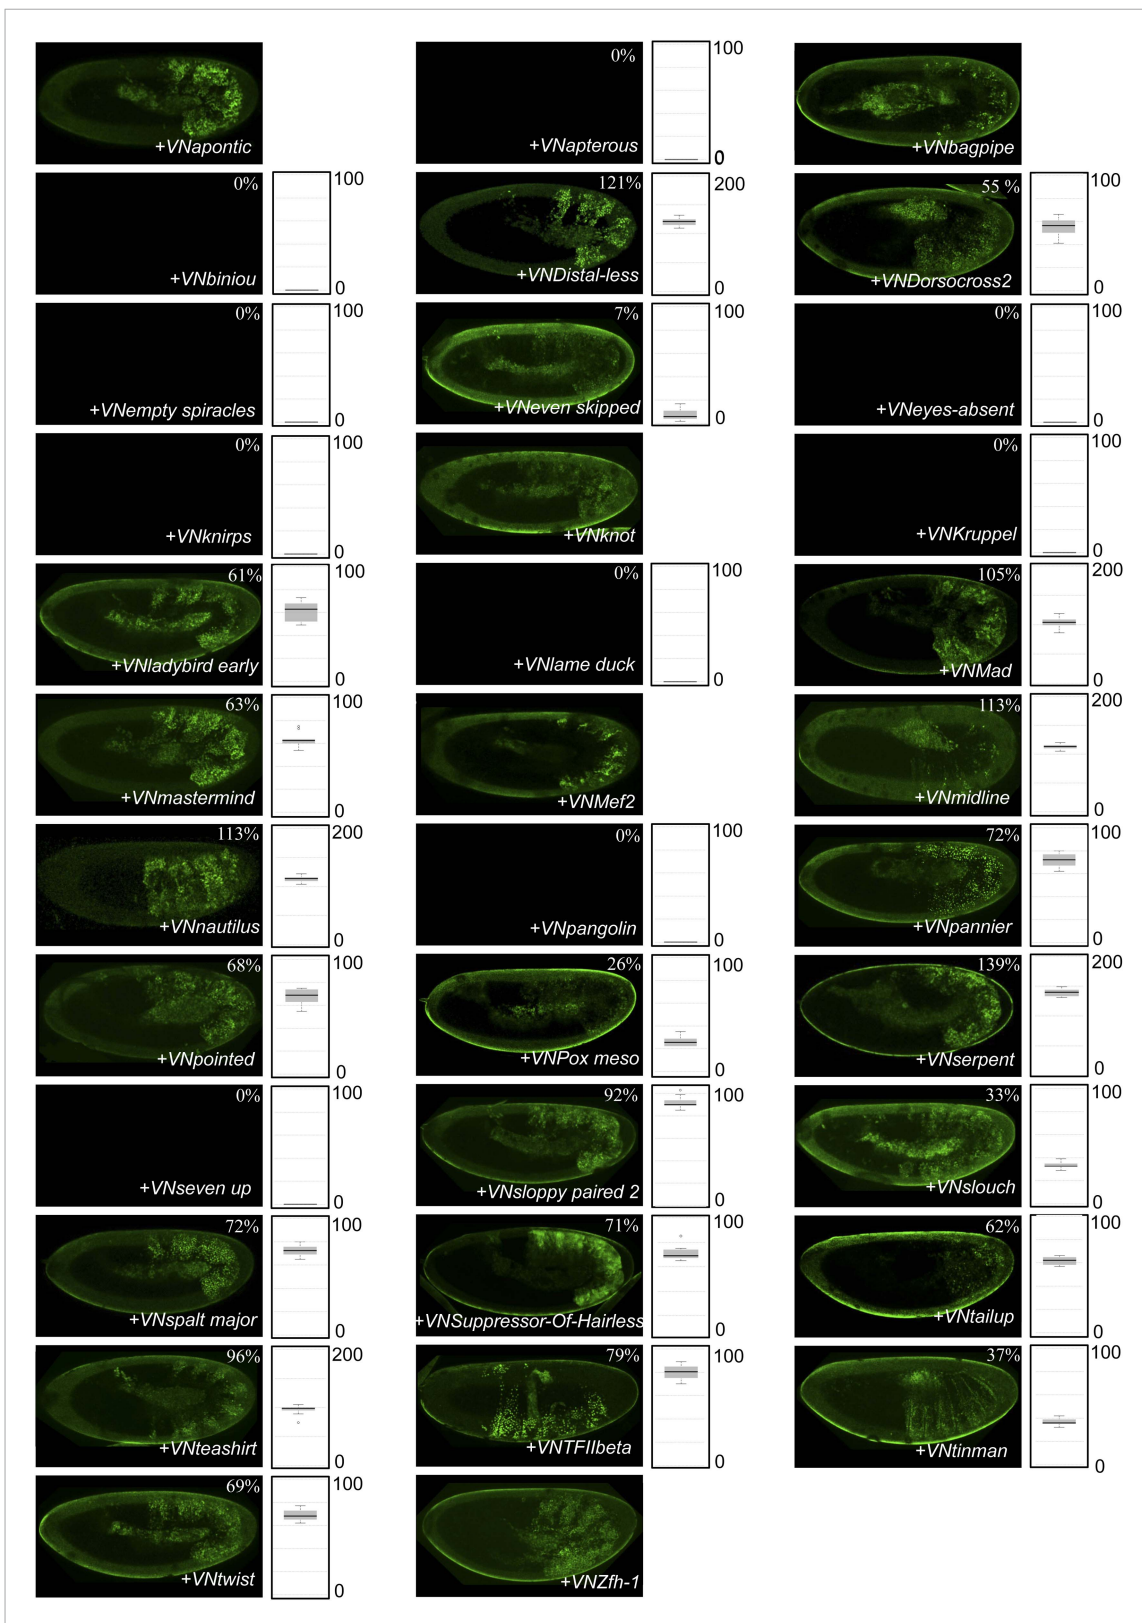 +VNapontic
0%
100
0
+VNapterous
+VNbagpipe
0%
100
0
+VNbiniou
121%
200
0
+VNDistal-less
55 %
100
0
+VNDorsocross2
0%
100
0
+VNempty spiracles
7%
100
0
+VNeven skipped
0%
100
0
+VNeyes-absent
0%
100
0
+VNknirps
+VNknot
0%
100
0
+VNKruppel
61%
100
0
+VNladybird early
0%
100
0
+VNlame duck
105%
200
0
+VNMad
63%
100
0
+VNmastermind
+VNMef2
113%
200
0
+VNmidline
113%
200
0
+VNnautilus
0%
100
0
+VNpangolin
72%
100
0
+VNpannier
68%
100
0
+VNpointed
26%
100
0
+VNPox meso
139%
200
0
+VNserpent
0%
100
0
+VNseven up
92%
100
0
+VNsloppy paired 2
33%
100
0
+VNslouch
72%
100
0
+VNspalt major
71%
100
0
+VNSuppressor-Of-Hairless
62%
100
0
+VNtailup
96%
200
0
+VNteashirt
79%
100
0
+VNTFIIbeta
37%
100
0
+VNtinman
69%
100
0
+VNtwist
+VNZfh-1